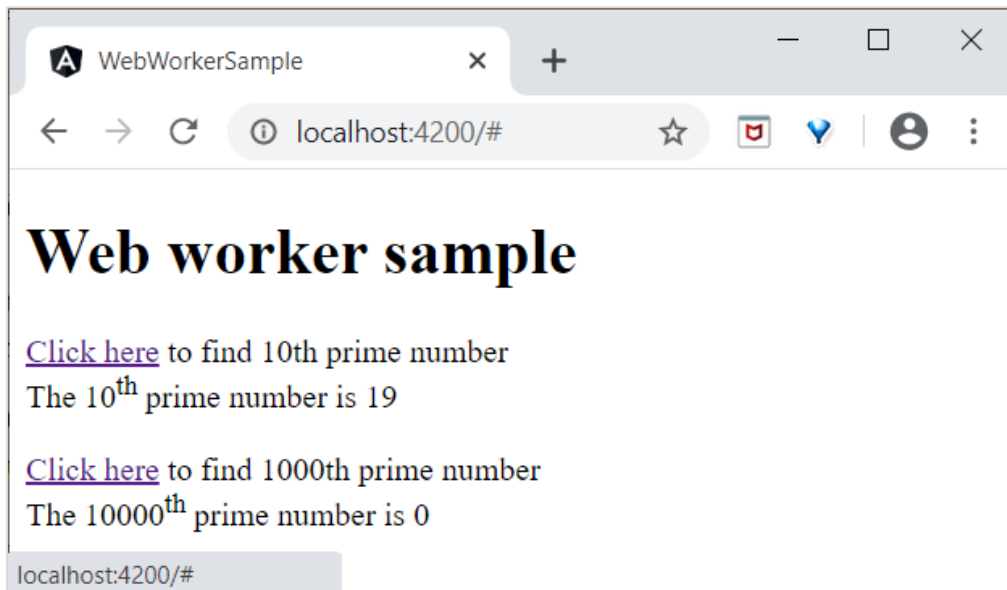 WebWorkerSample
localhost:4200/#
Web worker sample
Click here to find 10th prime number
The 10th prime number is 19
Click here to find 1000th prime number
The 10000th prime number is 0
localhost:4200/#